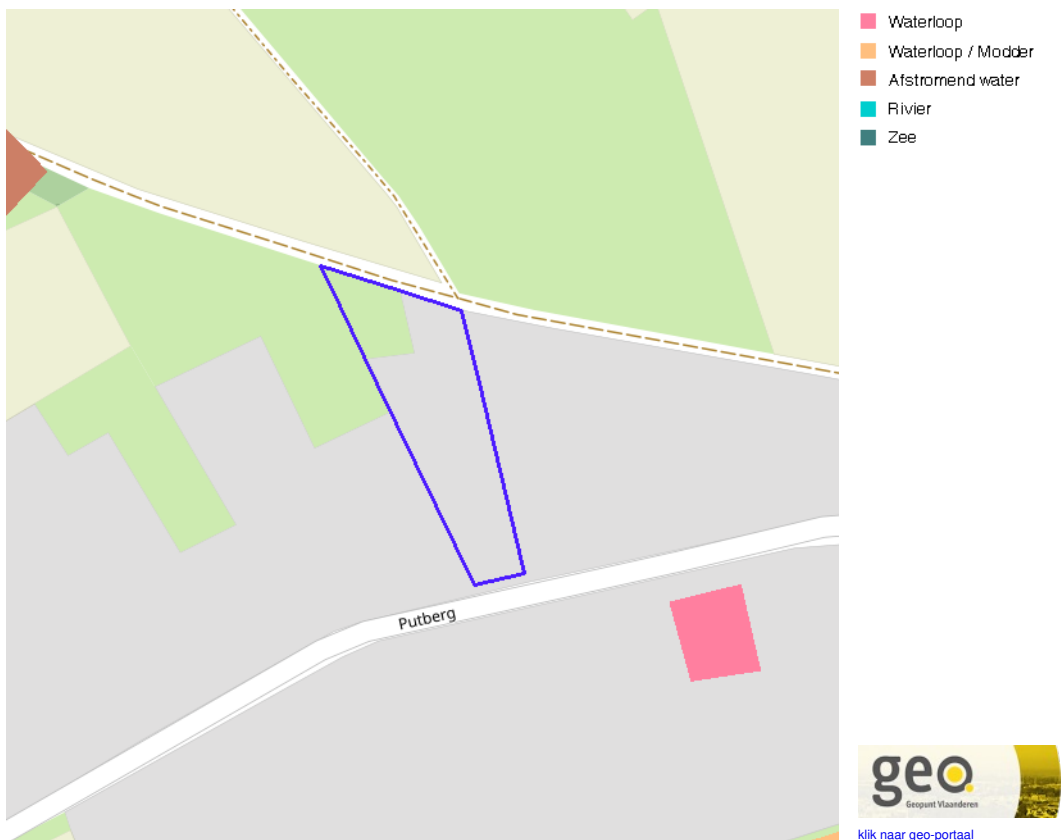 Waterloop
Waterloop / Modder
Afstromend water
Rivier
Zee
Putberg
geo.
Geopunt Vlaanderen
klik naar geo-portaal